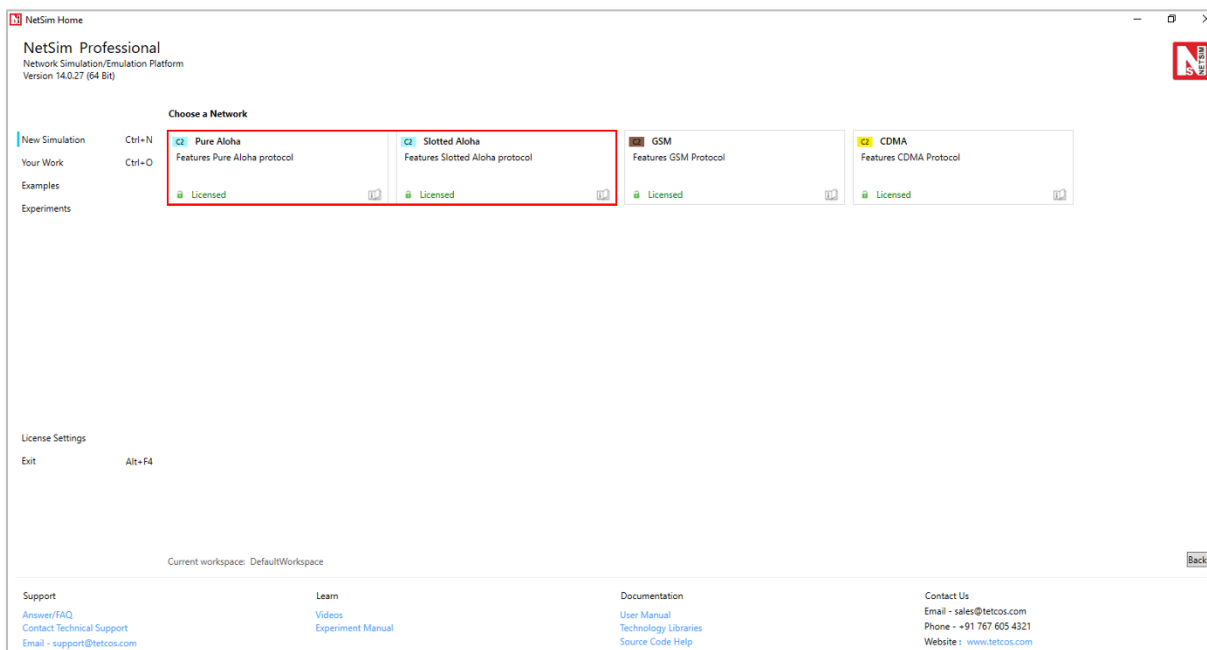 NetSim Home
NetSim Professional
Network Simulation/Emulation Platform
Version 14.0.27 (64 Bit)
NETSIM
Choose a Network
New Simulation Ctrl+N
Your Work Ctrl+O
Examples
Experiments
C2 Pure Aloha
Features Pure Aloha protocol
Licensed
C2 Slotted Aloha
Features Slotted Aloha protocol
Licensed
C2 GSM
Features GSM Protocol
Licensed
C2 CDMA
Features CDMA Protocol
Licensed
License Settings
Exit Alt+F4
Current workspace: DefaultWorkspace
Back
Support
Answer/FAQ
Contact Technical Support
Email - support@tetcos.com
Learn
Videos
Experiment Manual
Documentation
User Manual
Technology Libraries
Source Code Help
Contact Us
Email - sales@tetcos.com
Phone - +91 767 605 4321
Website : www.tetcos.com